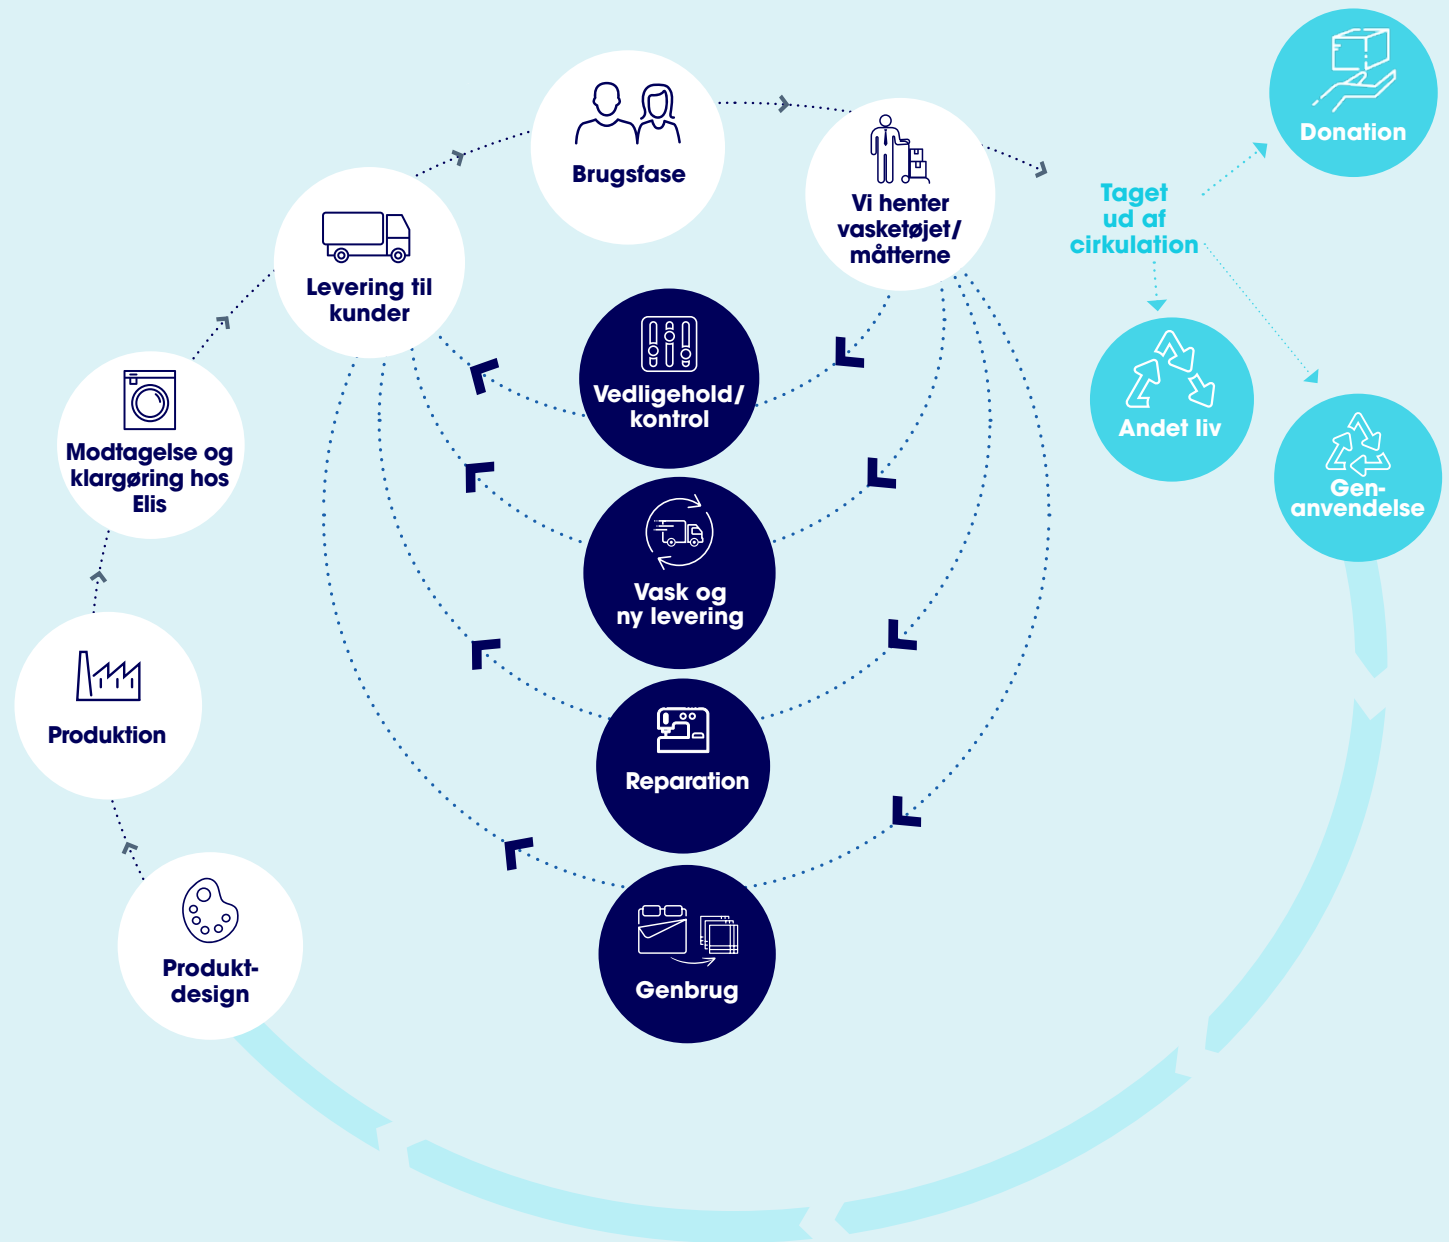 Donation
Brugsfase
Taget
ud af
cirkulation
Vi henter
vasketøjet/
måtterne
Levering til
kunder
Vedligehold/
kontrol
Andet liv
Modtagelse og
klargøring hos
Elis
Gen-
anvendelse
Vask og
ny levering
Produktion
Reparation
Produkt-
design
Genbrug